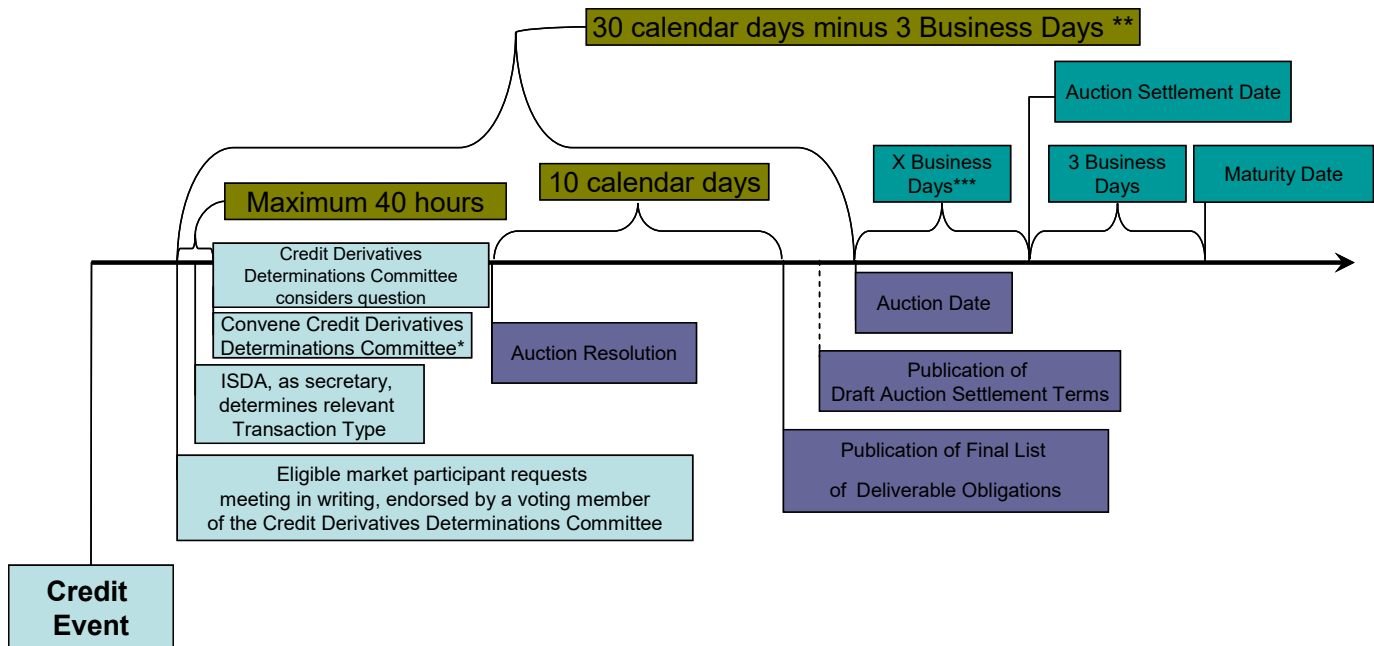 30 calendar days minus 3 Business Days **
Auction Settlement Date
X Business
Days***
3 Business
Days
Maturity Date
10 calendar days
Maximum 40 hours
Credit Derivatives
Determinations Committee
considers question
Convene Credit Derivatives
Determinations Committee*
Auction Resolution
Auction Date
ISDA, as secretary,
determines relevant
Transaction Type
Publication of
Draft Auction Settlement Terms
Eligible market participant requests
meeting in writing, endorsed by a voting member
of the Credit Derivatives Determinations Committee
Publication of Final List
of Deliverable Obligations
Credit
Event